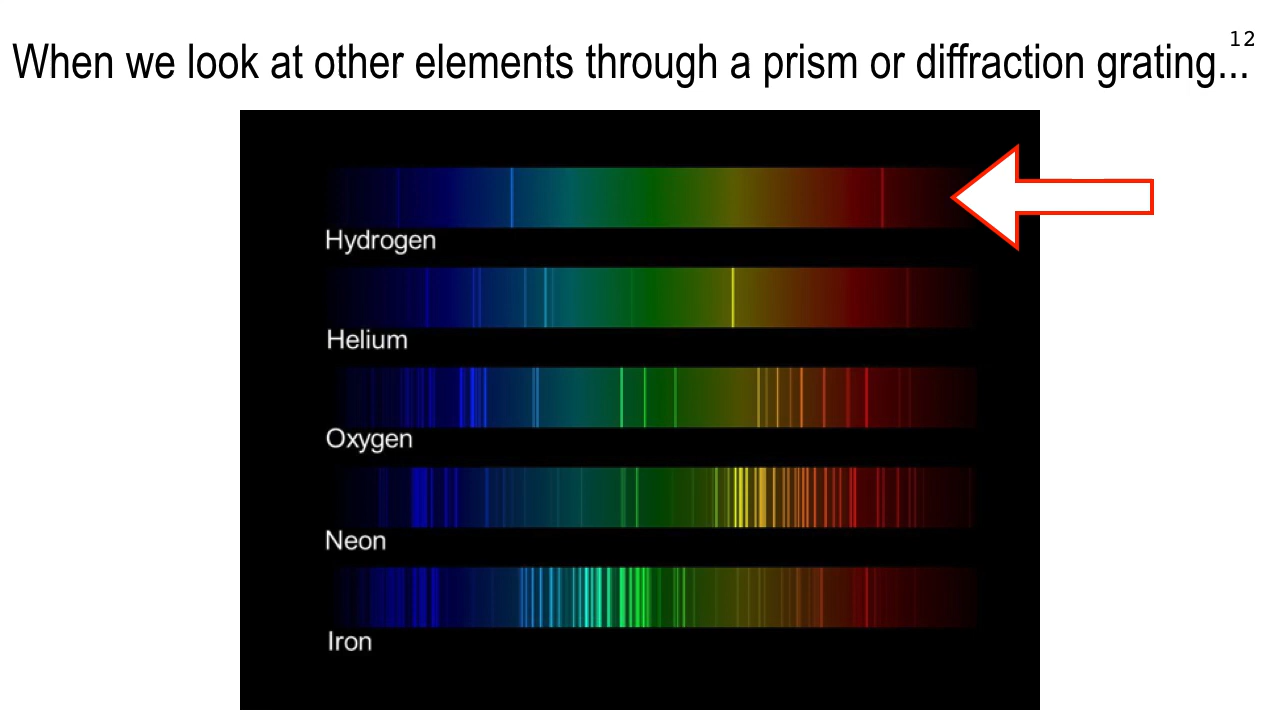 12
When we look at other elements through a prism or diffraction grating...
Hydrogen
Helium
Oxygen
Neon
Iron